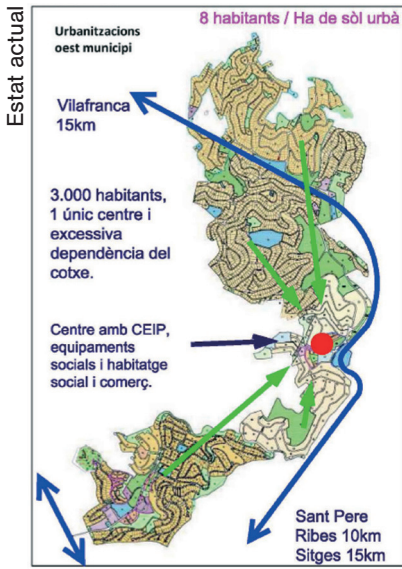 Estat actual
Urbanitzacions
oest municipi
8 habitants / Ha de sòl urbà
Vilafranca
15km
3.000 habitants,
1 únic centre i
excessiva
dependència del
cotxe.
Centre amb CEIP,
equipaments
socials i habitatge
social i comerç.
Sant Pere
Ribes 10km
Sitges 15km